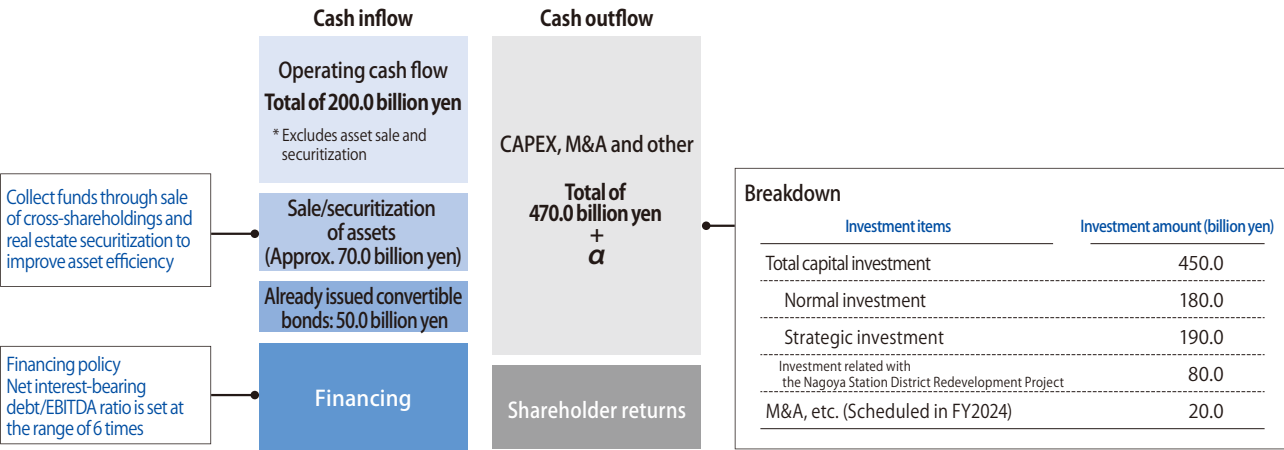 Cash inflow
Operating cash flow
Total of 200.0 billion yen
* Excludes asset sale and
securitization
Collect funds through sale
of cross-shareholdings and
real estate securitization to
improve asset efficiency
Sale/securitization
of assets
(Approx. 70.0 billion yen)
Already issued convertible
bonds: 50.0 billion yen
Financing policy
Net interest-bearing
debt/EBITDA ratio is set at
the range of 6 times
Financing
Cash outflow
CAPEX, M&A and other
Total of
470.0 billion yen
+
α
Shareholder returns
Breakdown
Investment items Investment amount (billion yen)
Total capital investment 450.0
Normal investment 180.0
Strategic investment 190.0
Investment related with
the Nagoya Station District Redevelopment Project 80.0
M&A, etc. (Scheduled in FY2024) 20.0